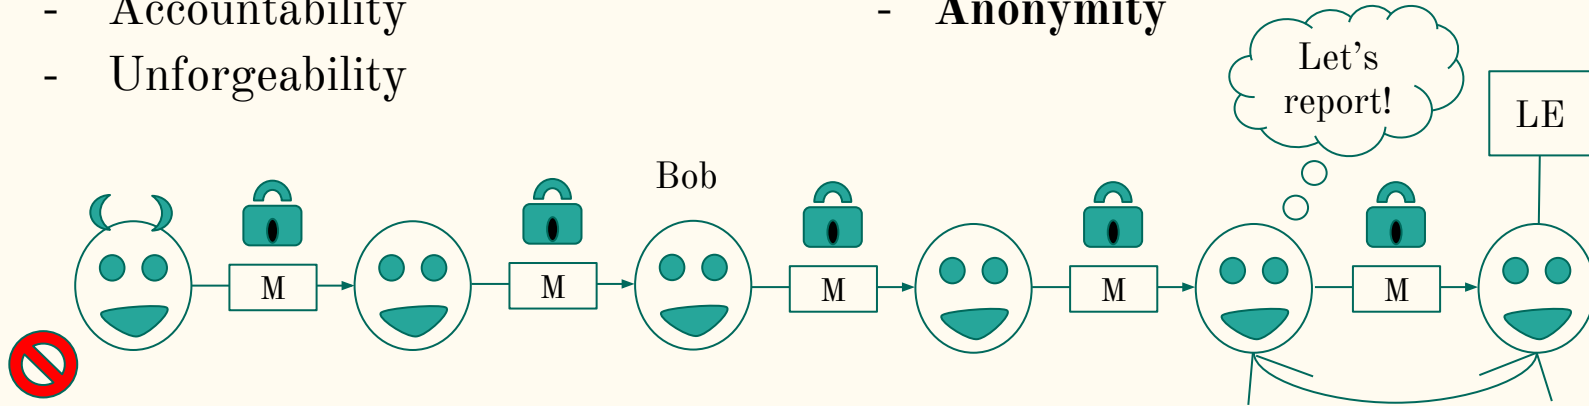 - Accountability
- Unforgeability
- Anonymity
Let's
report!
LE
Bob
M
M
M
M
M